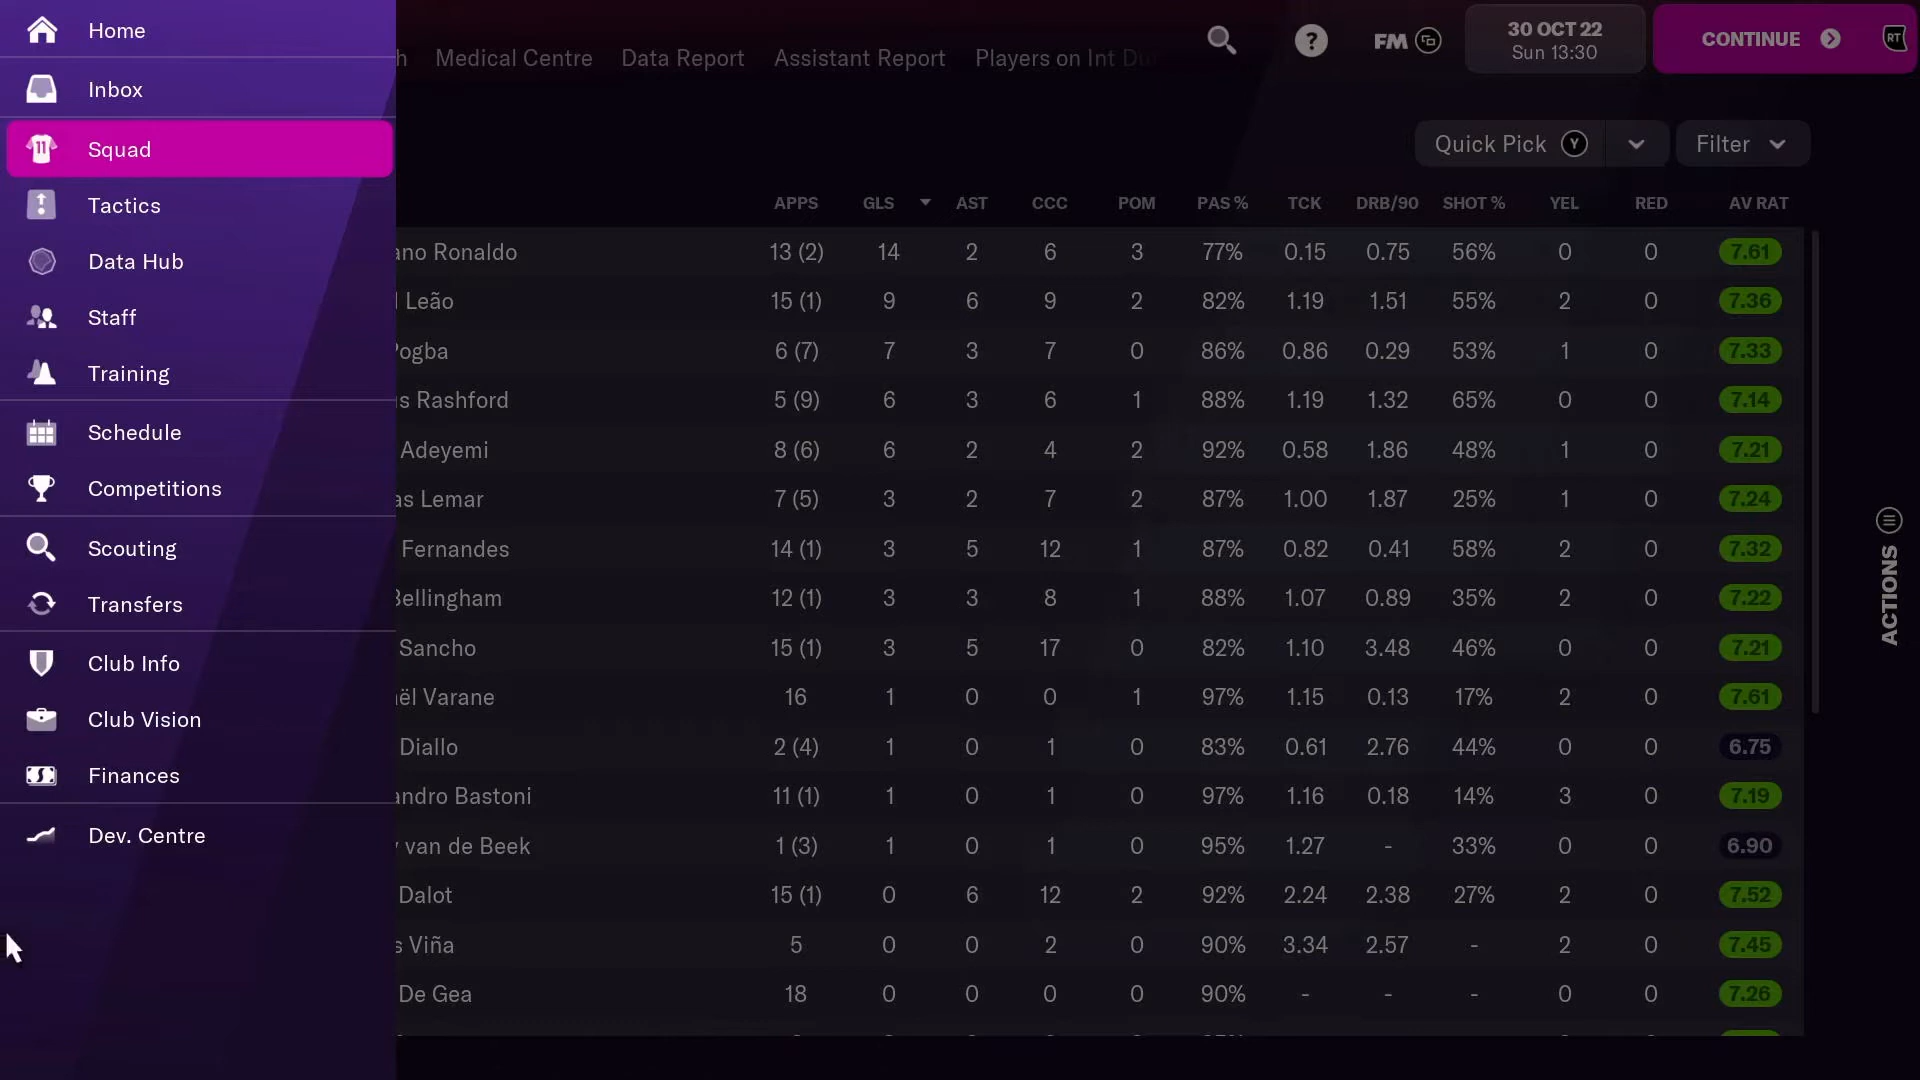 Home
Inbox
Squad
Tactics
Data Hub
Staff
Training
Schedule
Competitions
Scouting
Transfers
Club Info
Club Vision
Finances
Dev. Centre
h Medical Centre Data Report Assistant Report Players on Int Du
? FM 30 OCT 22 CONTINUE RT
Sun 13:30
Quick Pick Y Filter
APPS GLS AST CCC POM PAS % TCK DRB/90 SHOT % YEL RED AV RAT
ano Ronaldo 13 (2) 14 2 6 3 77% 0.15 0.75 56% 0 0 7.61
Leão 15 (1) 9 6 9 2 82% 1.19 1.51 55% 2 0 7.36
Pogba 6 (7) 7 3 7 0 86% 0.86 0.29 53% 1 0 7.33
us Rashford 5 (9) 6 3 6 1 88% 1.19 1.32 65% 0 0 7.14
Adeyemi 8 (6) 6 2 4 2 92% 0.58 1.86 48% 1 0 7.21
as Lemar 7 (5) 3 2 7 2 87% 1.00 1.87 25% 1 0 7.24
Fernandes 14 (1) 3 5 12 1 87% 0.82 0.41 58% 2 0 7.32
Bellingham 12 (1) 3 3 8 1 88% 1.07 0.89 35% 2 0 7.22
Sancho 15 (1) 3 5 17 0 82% 1.10 3.48 46% 0 0 7.21
aël Varane 16 1 0 0 1 97% 1.15 0.13 17% 2 0 7.61
Diallo 2 (4) 1 0 1 0 83% 0.61 2.76 44% 0 0 6.75
andro Bastoni 11 (1) 1 0 1 0 97% 1.16 0.18 14% 3 0 7.19
van de Beek 1 (3) 1 0 1 0 95% 1.27 - 33% 0 0 6.90
Dalot 15 (1) 0 6 12 2 92% 2.24 2.38 27% 2 0 7.52
s Viña 5 0 0 2 0 90% 3.34 2.57 - 2 0 7.45
De Gea 18 0 0 0 0 90% - - - 0 0 7.26
ACTIONS